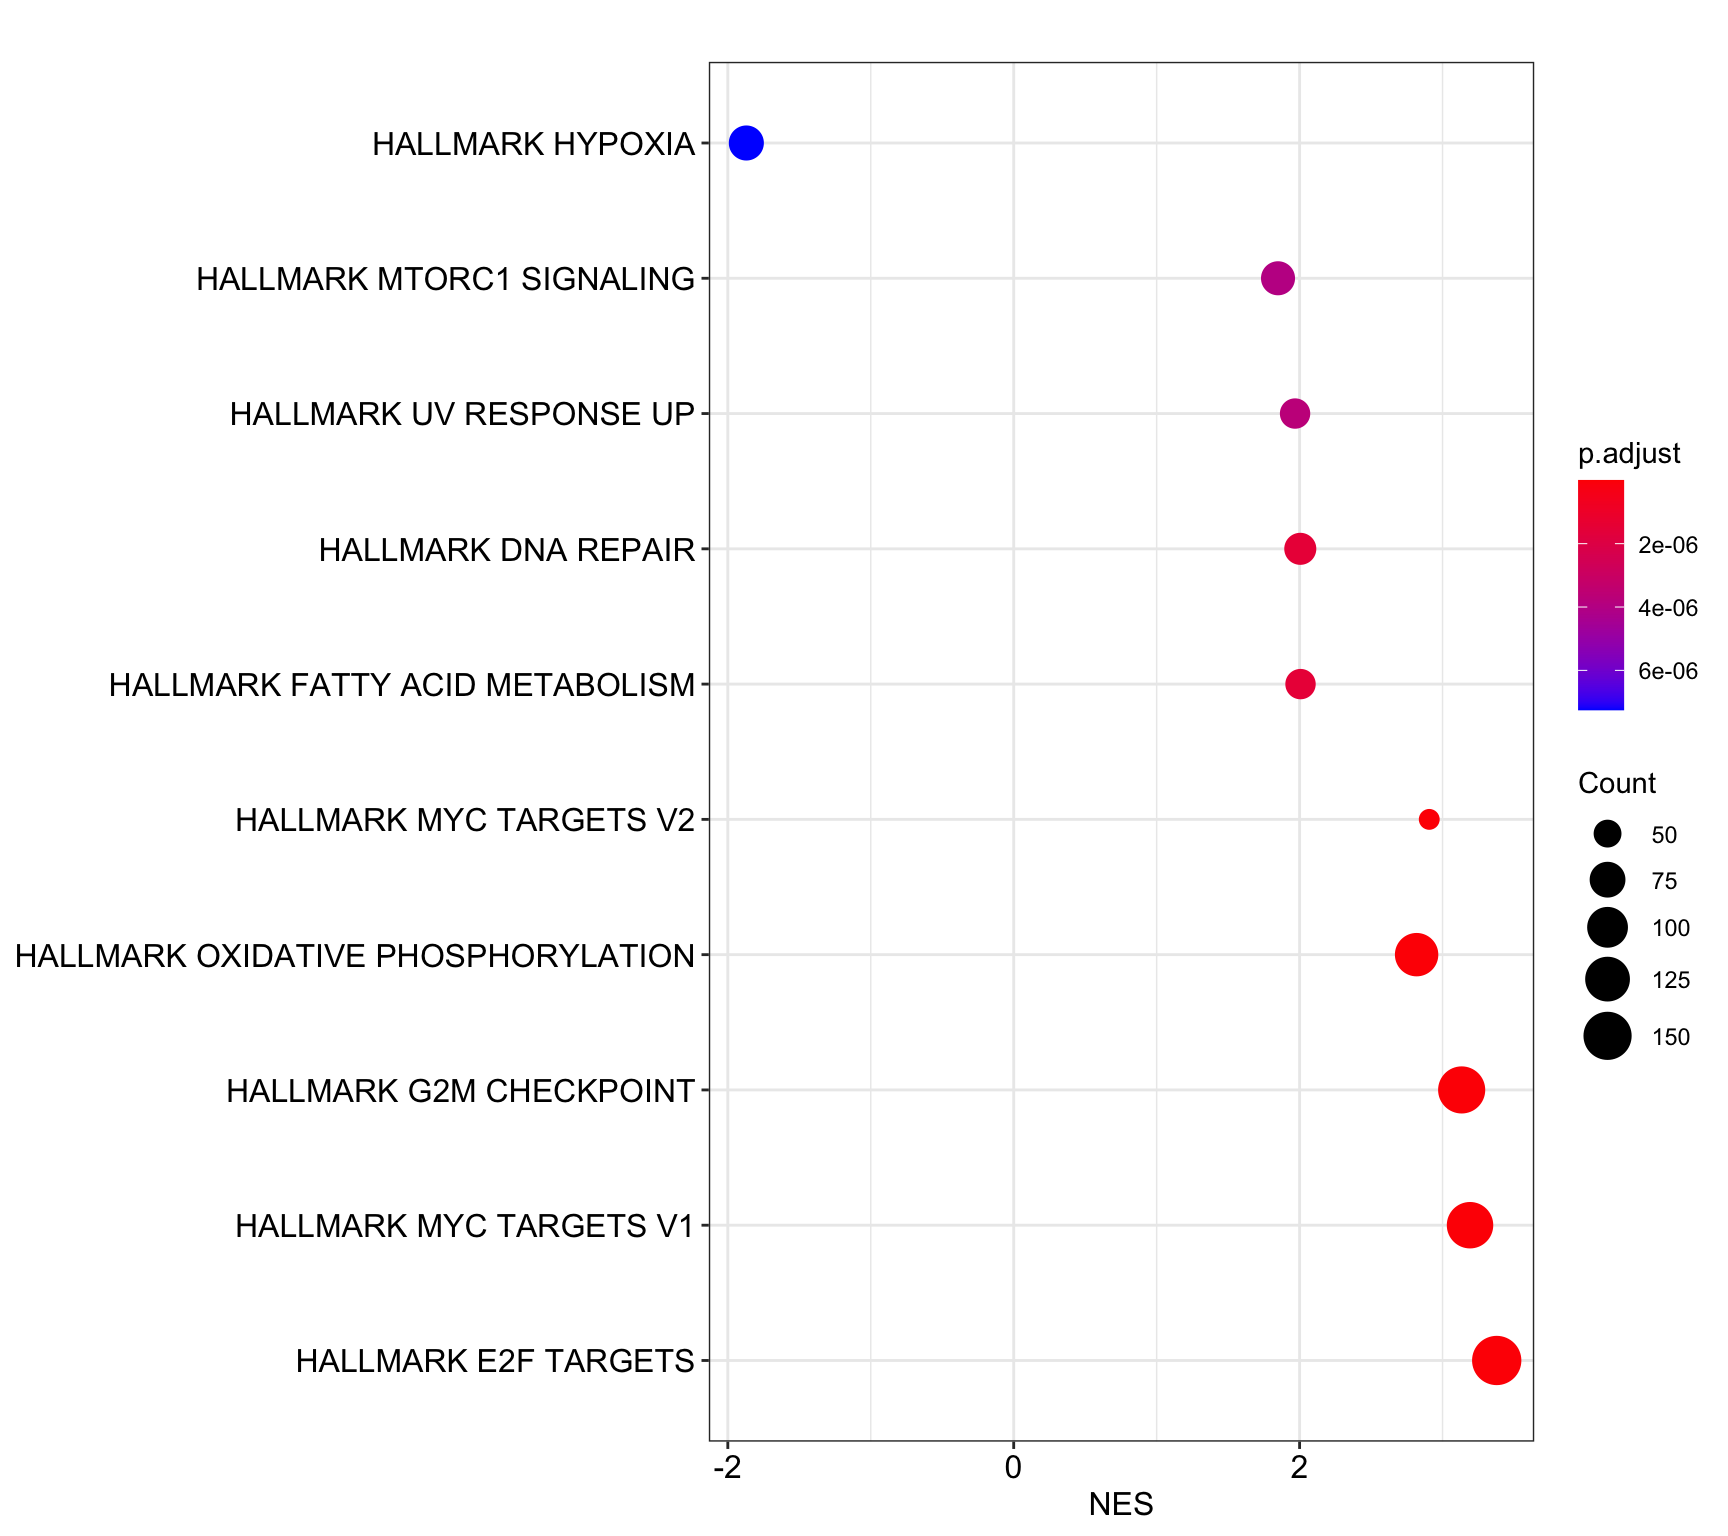 HALLMARK HYPOXIA
HALLMARK MTORC1 SIGNALING
HALLMARK UV RESPONSE UP
HALLMARK DNA REPAIR
HALLMARK FATTY ACID METABOLISM
HALLMARK MYC TARGETS V2
HALLMARK OXIDATIVE PHOSPHORYLATION
HALLMARK G2M CHECKPOINT
HALLMARK MYC TARGETS V1
HALLMARK E2F TARGETS
-2 0 2
NES
p.adjust
2e-06
4e-06
6e-06
Count
50
75
100
125
150